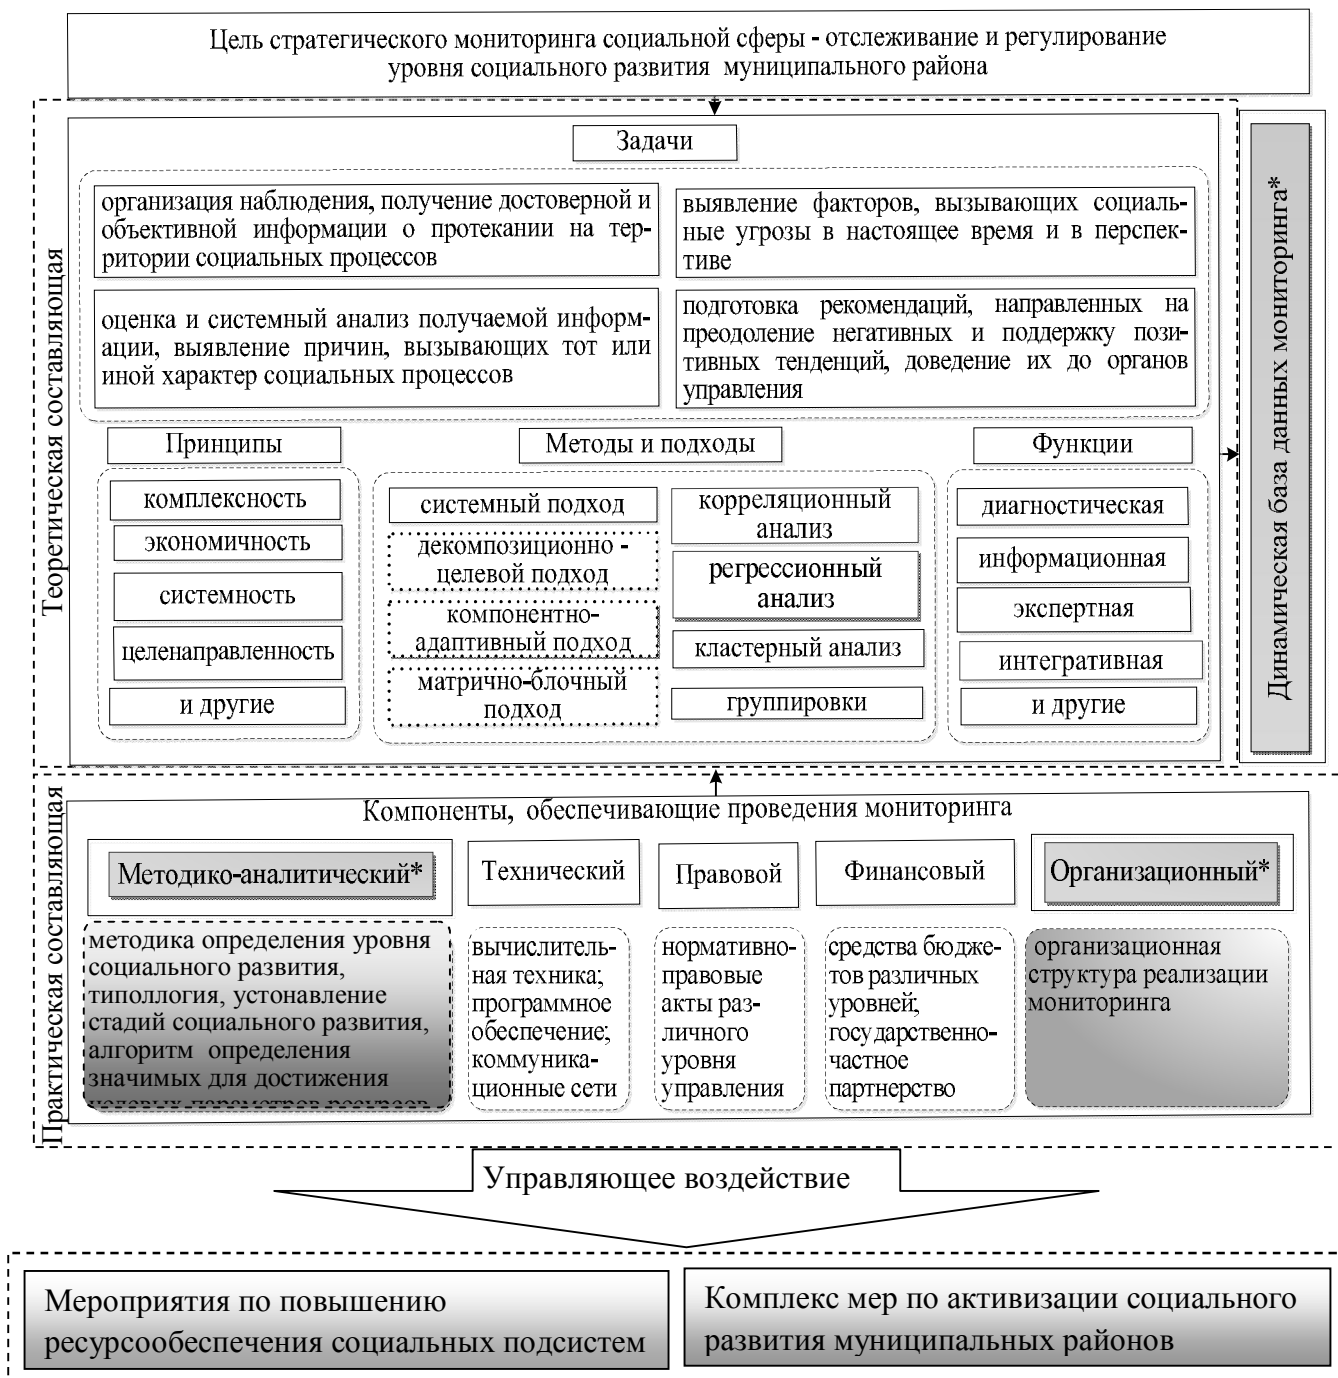 Цель стратегического мониторинга социальной сферы - отслеживание и регулирование
уровня социального развития муниципального района
Теоретическая составляющая
Задачи
организация наблюдения, получение достоверной и
объективной информации о протекании на тер-
ритории социальных процессов
выявление факторов, вызывающих социаль-
ные угрозы в настоящее время и в перспек-
тиве
оценка и системный анализ получаемой информ-
ации, выявление причин, вызывающих тот или
иной характер социальных процессов
подготовка рекомендаций, направленных на
преодоление негативных и поддержку пози-
тивных тенденций, доведение их до органов
управления
Принципы
комплексность
экономичность
системность
целенаправленность
и другие
Методы и подходы
системный подход
декомпозиционно -
целевой подход
компонентно-
адаптивный подход
матрично-блочный
подход
корреляционный
анализ
регрессионный
анализ
кластерный анализ
группировки
Функции
диагностическая
информационная
экспертная
интегративная
и другие
Динамическая база данных мониторинга*
Практическая составляющая
Компоненты, обеспечивающие проведения мониторинга
Методико-аналитический*
методика определения уровня
социального развития,
типоллогия, устонавление
стадий социального развития,
алгоритм определения
значимых для достижения
целевых параметров ресурсов
Технический
вычислитель-
ная техника;
программное
обеспечение;
коммуника-
ционные сети
Правовой
нормативно-
правовые
акты раз-
личного
уровня
управления
Финансовый
средства бюдже-
тов различных
уровней;
государственно-
частное
партнерство
Организационный*
организационная
структура реализации
мониторинга
Управляющее воздействие
Мероприятия по повышению
ресурсообеспечения социальных подсистем
Комплекс мер по активизации социального
развития муниципальных районов